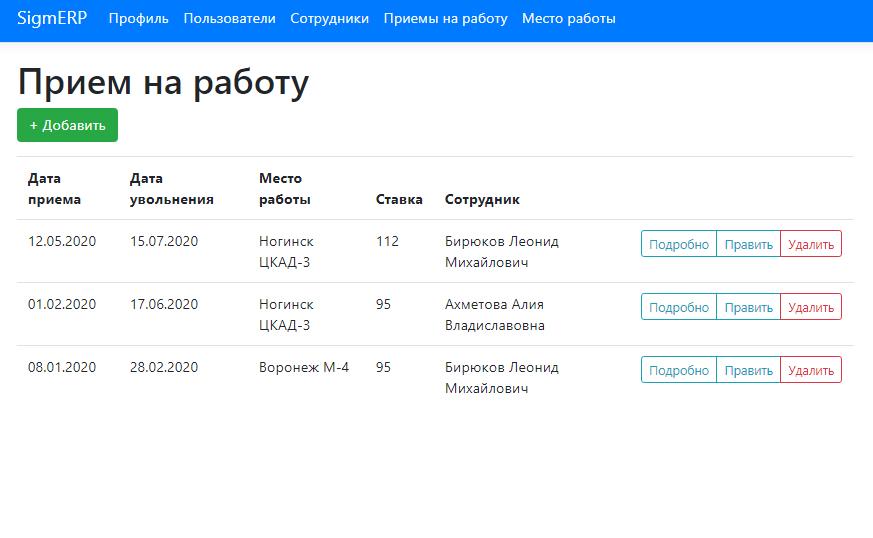 SigmERP Профиль Пользователи Сотрудники Приемы на работу Место работы
Прием на работу
+ Добавить
Дата Дата Место
приема увольнения работы Ставка Сотрудник
12.05.2020 15.07.2020 Ногинск 112 Бирюков Леонид Подробно Править Удалить
ЦКАД-3 Михайлович
01.02.2020 17.06.2020 Ногинск 95 Ахметова Алия Подробно Править Удалить
ЦКАД-3 Владиславовна
08.01.2020 28.02.2020 Воронеж М-4 95 Бирюков Леонид Подробно Править Удалить
Михайлович